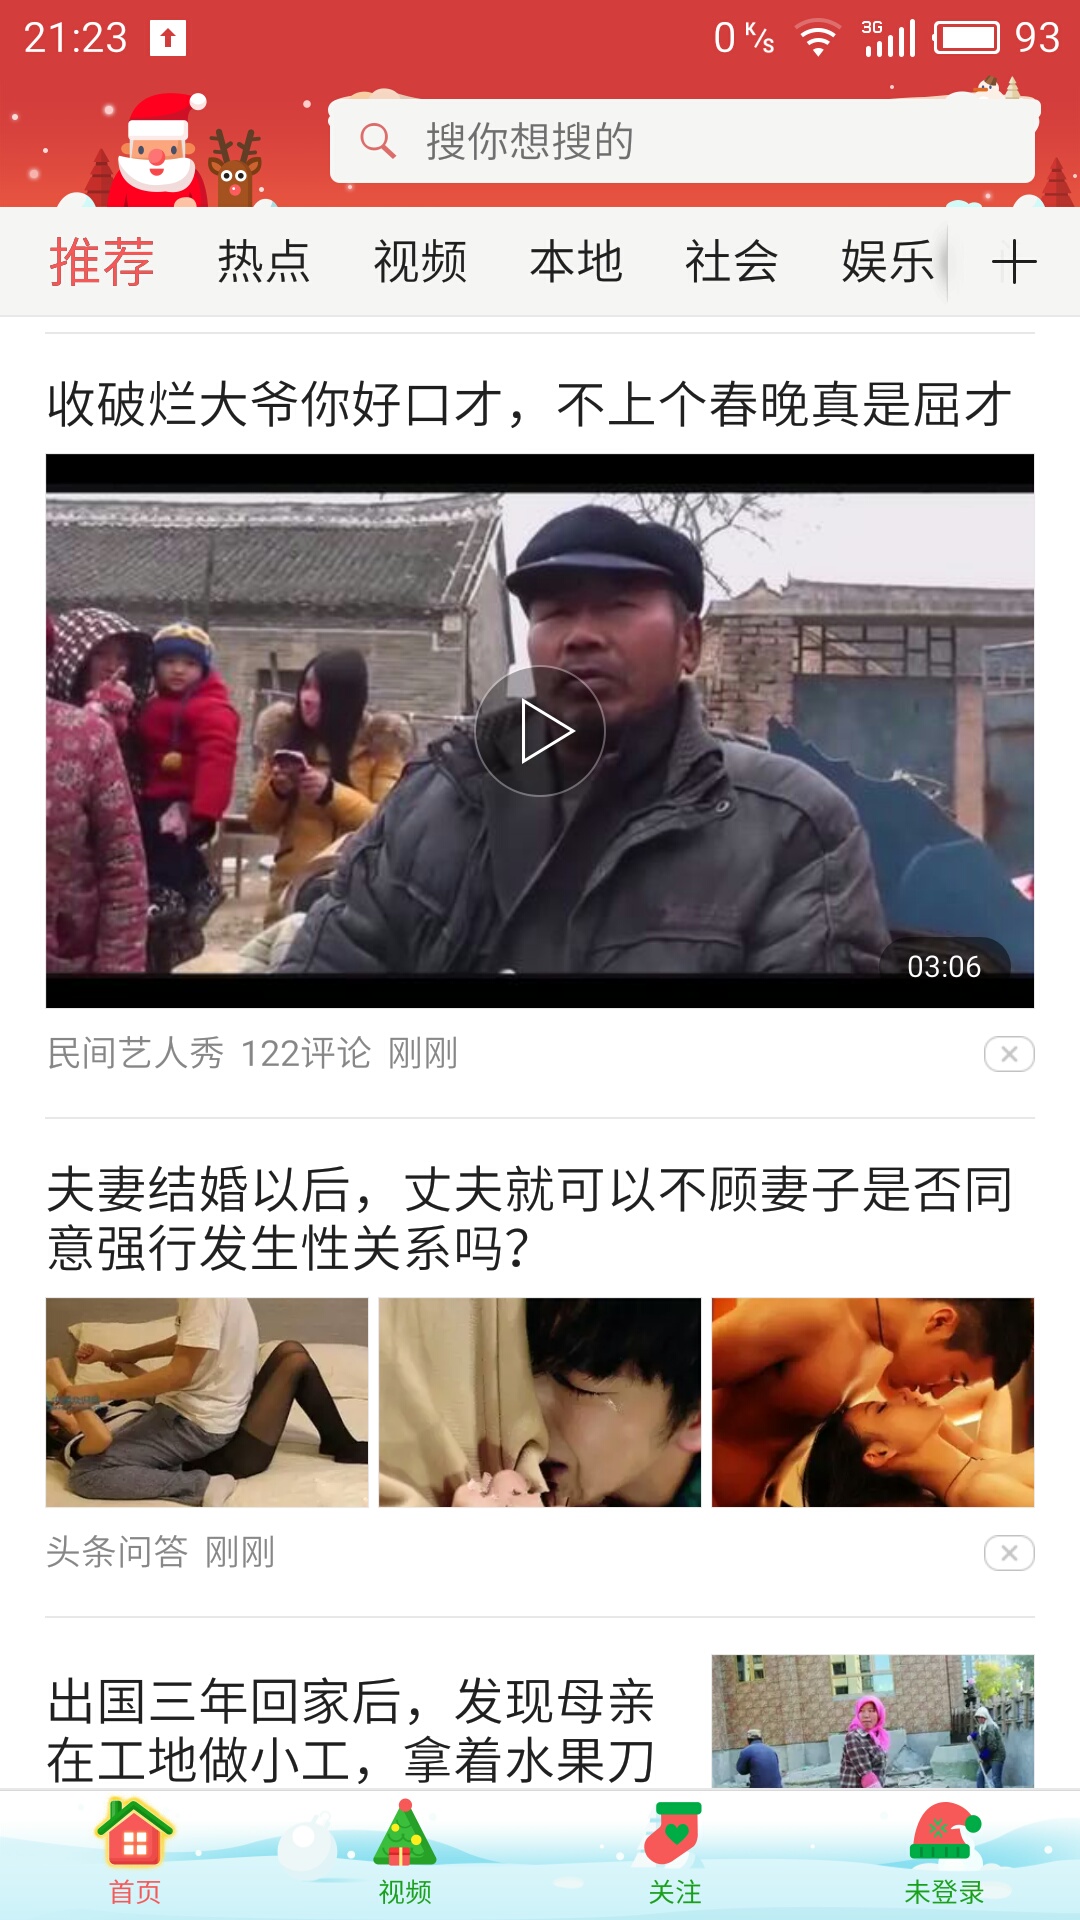 21:23
0 K/s
3G
93
搜你想搜的
推荐 热点 视频 本地 社会 娱乐
收破烂大爷你好口才，不上个春晚真是屈才
03:06
民间艺人秀 122评论 刚刚
夫妻结婚以后，丈夫就可以不顾妻子是否同
意强行发生性关系吗？
头条问答 刚刚
出国三年回家后，发现母亲
在工地做小工，拿着水果刀
首页 视频 关注 未登录